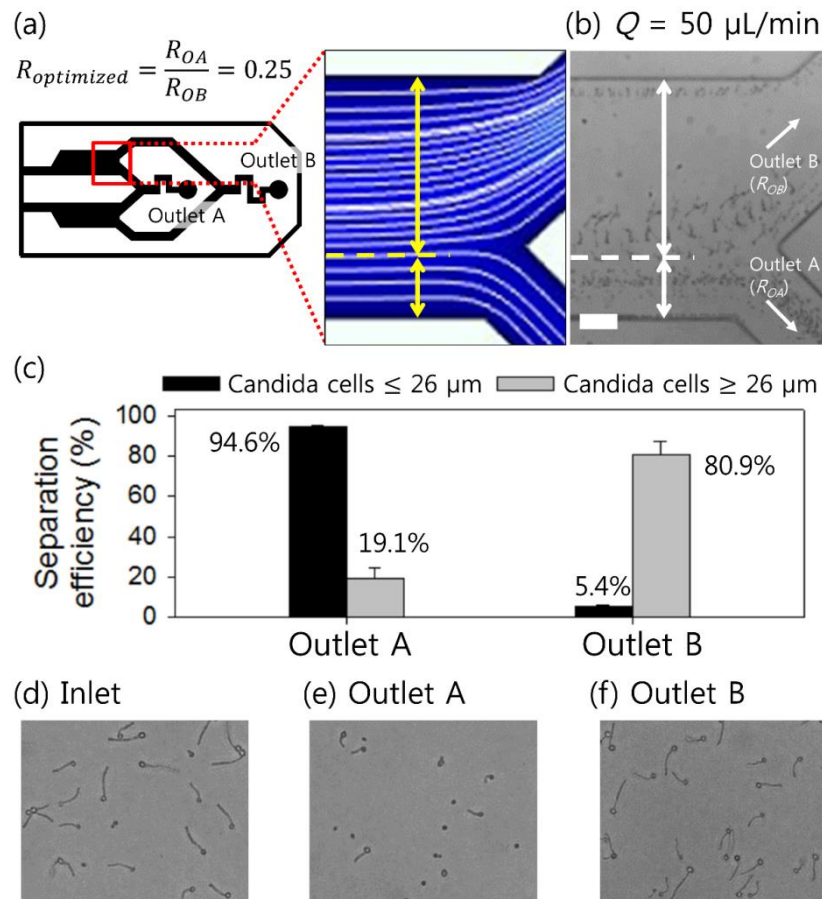 (a)
R_optimized = R_OA / R_OB = 0.25
Outlet B
Outlet A
(b) Q = 50 µL/min
Outlet B
(R_OB)
Outlet A
(R_OA)
(c)
Candida cells ≤ 26 µm
Candida cells ≥ 26 µm
Separation
efficiency (%)
100
80
60
40
20
0
94.6%
19.1%
5.4%
80.9%
Outlet A
Outlet B
(d) Inlet
(e) Outlet A
(f) Outlet B